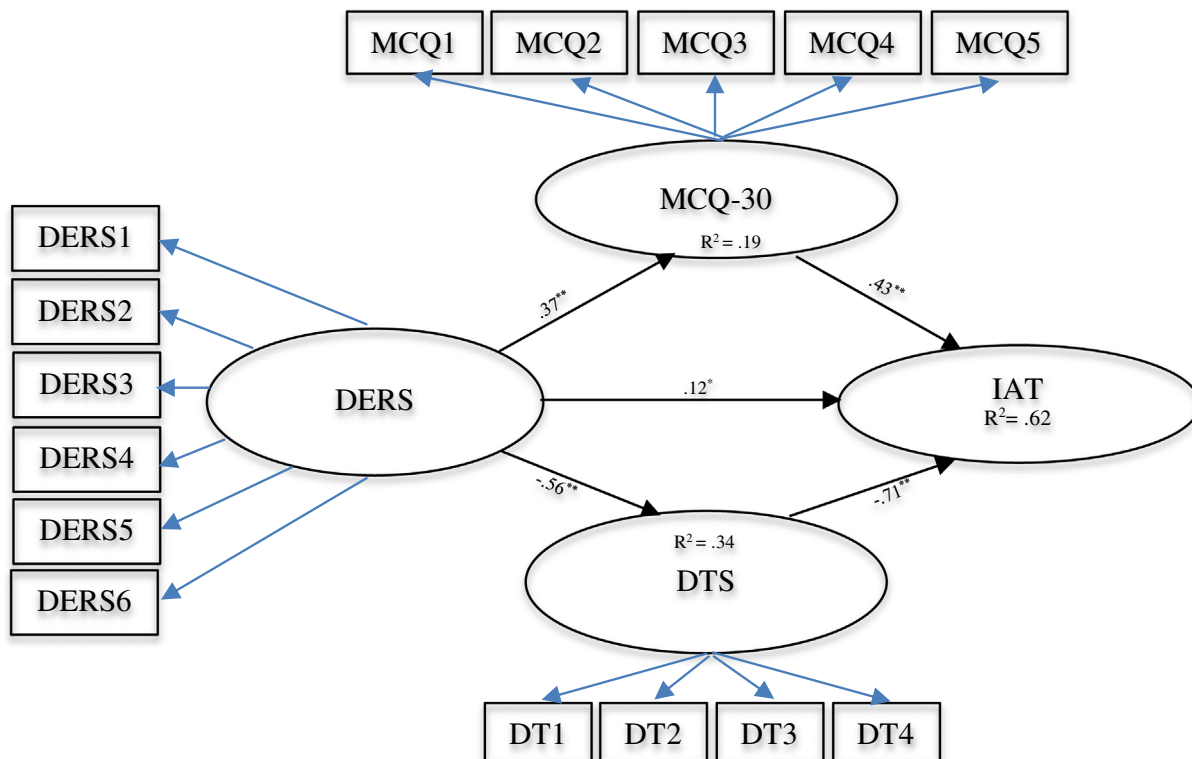 MCQ1 MCQ2 MCQ3 MCQ4 MCQ5
MCQ-30
R² = .19
DERS1
DERS2
DERS3
DERS4
DERS5
DERS6
DERS
.37**
.43**
.12*
-.56**
-.71**
IAT
R²= .62
R² = .34
DTS
DT1 DT2 DT3 DT4